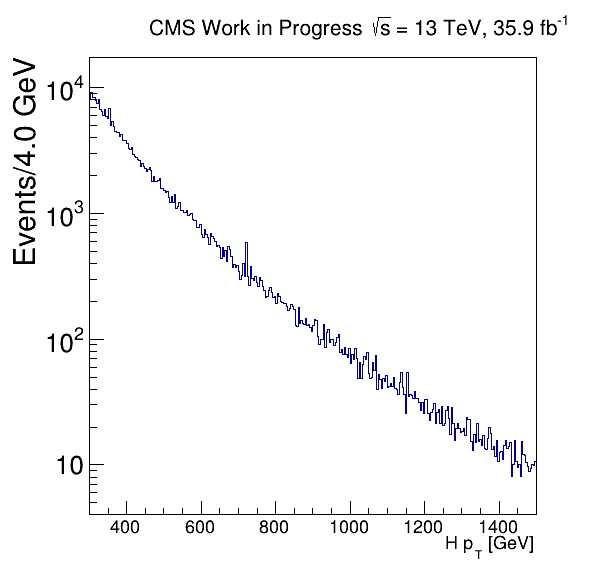 CMS Work in Progress √s = 13 TeV, 35.9 fb⁻¹
Events/4.0 GeV
10⁴
10³
10²
10
400 600 800 1000 1200 1400
H p_T [GeV]